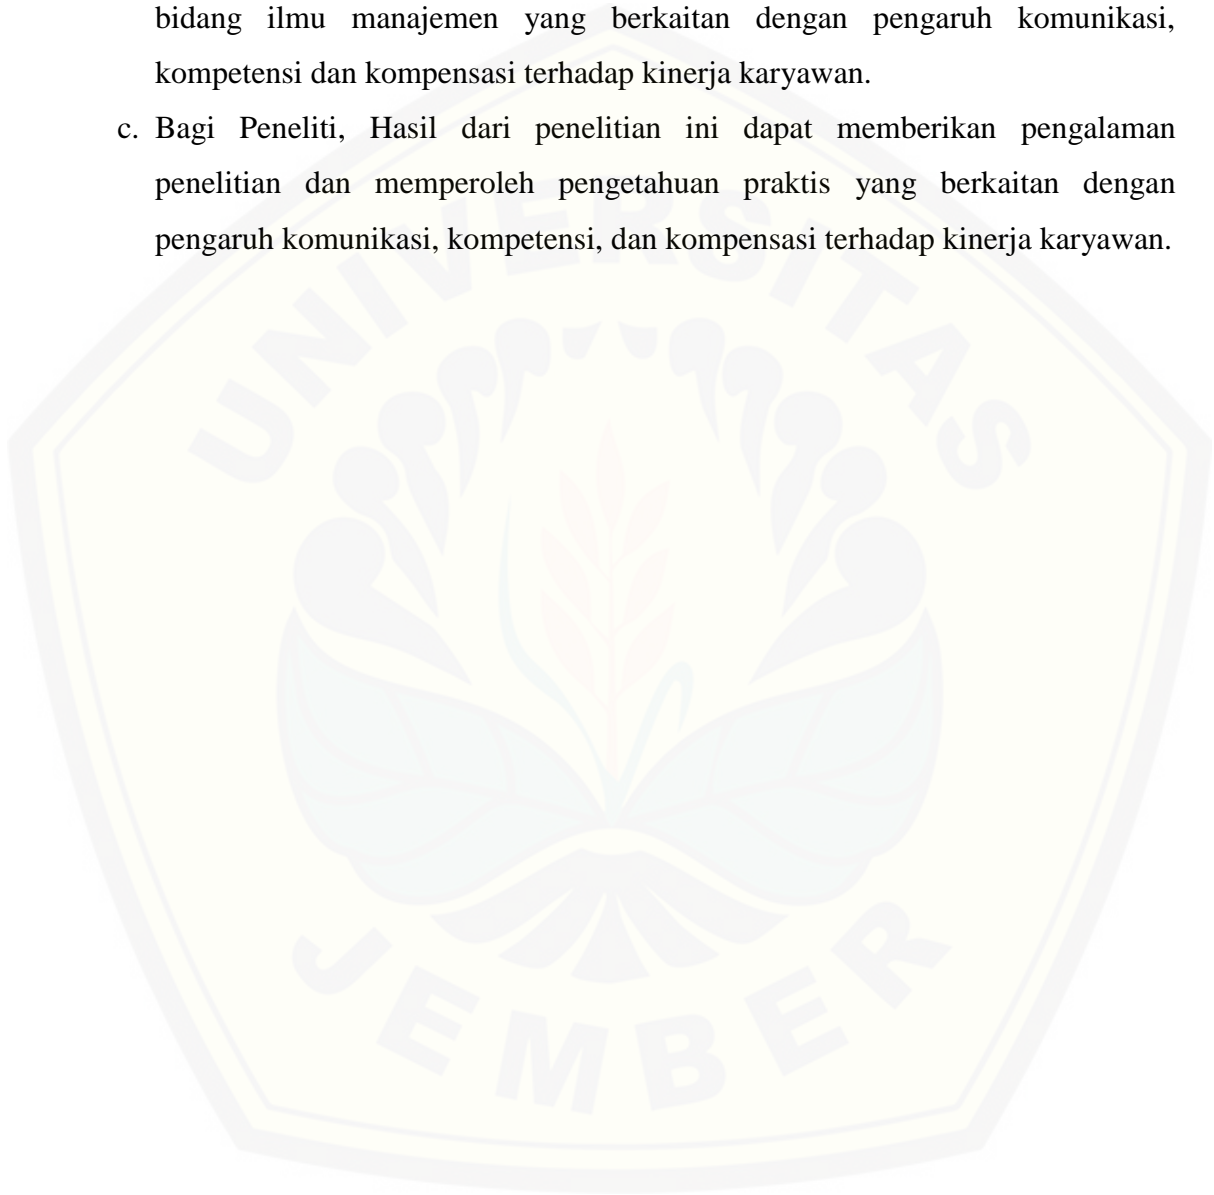 bidang ilmu manajemen yang berkaitan dengan pengaruh komunikasi,
kompetensi dan kompensasi terhadap kinerja karyawan.
c. Bagi Peneliti, Hasil dari penelitian ini dapat memberikan pengalaman
penelitian dan memperoleh pengetahuan praktis yang berkaitan dengan
pengaruh komunikasi, kompetensi, dan kompensasi terhadap kinerja karyawan.
UNIVERSITAS
JEMBER